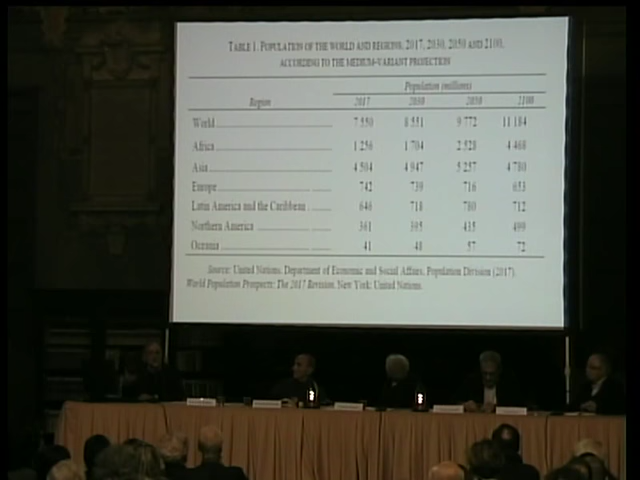 TABLE 1. POPULATION OF THE WORLD AND REGIONS, 2017, 2030, 2050 AND 2100,
ACCORDING TO THE MEDIUM-VARIANT PROJECTION
Population (millions)
Region 2017 2030 2050 2100
World 7 550 8 551 9 772 11 184
Africa 1 256 1 704 2 528 4 468
Asia 4 504 4 947 5 257 4 780
Europe 742 739 716 653
Latin America and the Caribbean 646 718 780 712
Northern America 361 395 435 499
Oceania 41 48 57 72
Source: United Nations, Department of Economic and Social Affairs, Population Division (2017).
World Population Prospects: The 2017 Revision. New York: United Nations.